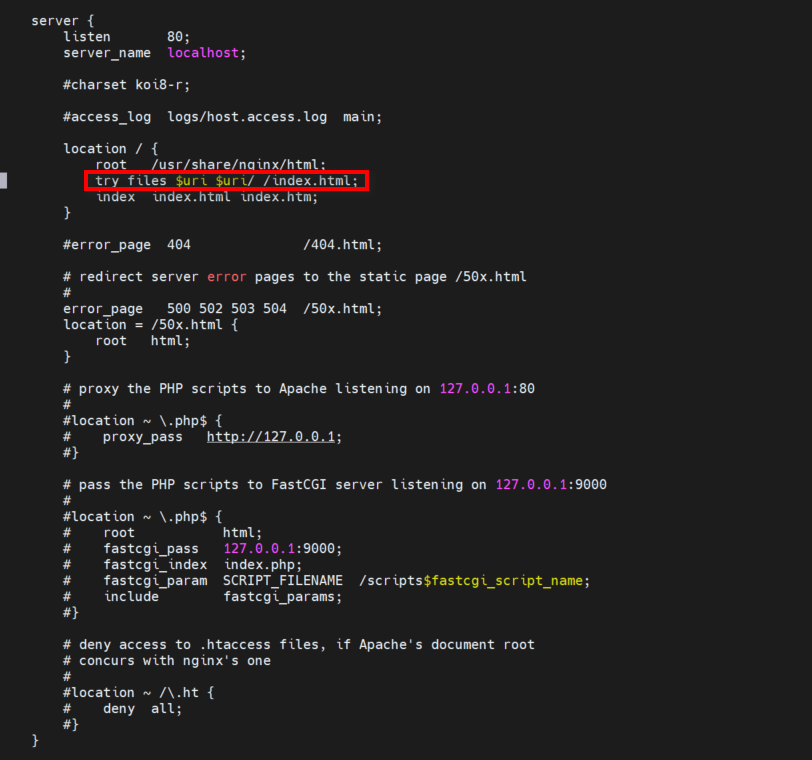 server {
    listen       80;
    server_name  localhost;

    #charset koi8-r;

    #access_log  logs/host.access.log  main;

    location / {
        root   /usr/share/nginx/html;
        try files $uri $uri/ /index.html;
        index  index.html index.htm;
    }

    #error_page  404              /404.html;

    # redirect server error pages to the static page /50x.html
    #
    error_page   500 502 503 504  /50x.html;
    location = /50x.html {
        root   html;
    }

    # proxy the PHP scripts to Apache listening on 127.0.0.1:80
    #
    #location ~ \.php$ {
    #    proxy_pass   http://127.0.0.1;
    #}

    # pass the PHP scripts to FastCGI server listening on 127.0.0.1:9000
    #
    #location ~ \.php$ {
    #    root           html;
    #    fastcgi_pass   127.0.0.1:9000;
    #    fastcgi_index  index.php;
    #    fastcgi_param  SCRIPT_FILENAME  /scripts$fastcgi_script_name;
    #    include        fastcgi_params;
    #}

    # deny access to .htaccess files, if Apache's document root
    # concurs with nginx's one
    #
    #location ~ /\.ht {
    #    deny  all;
    #}
}